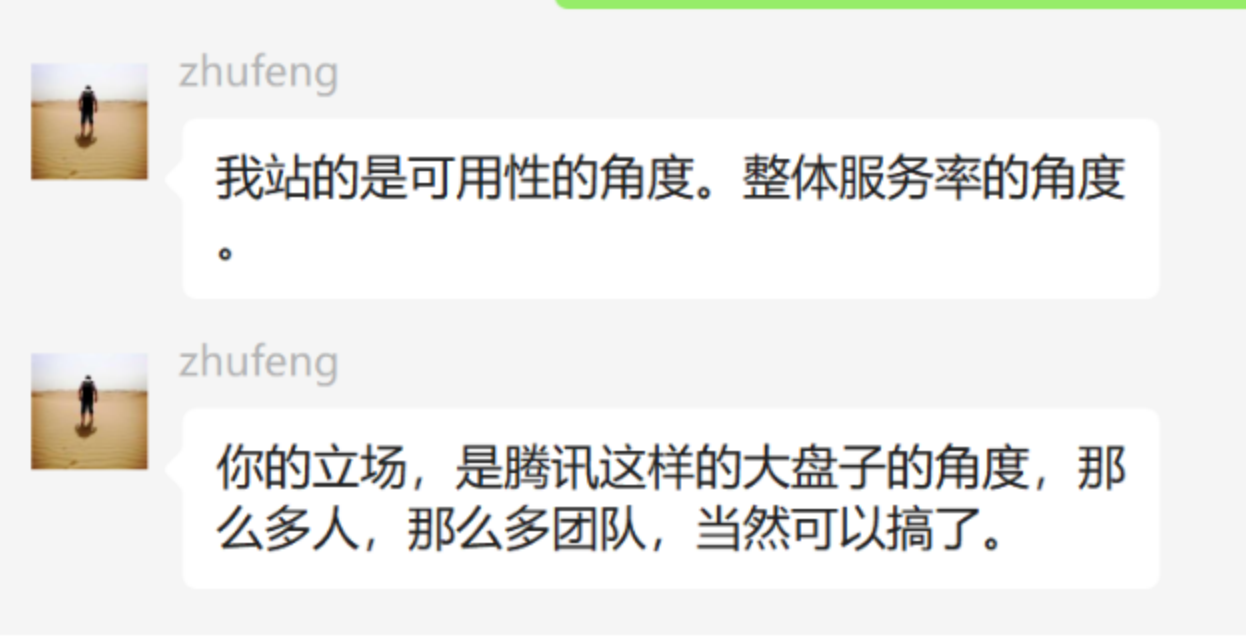 zhufeng
我站的是可用性的角度。整体服务率的角度
。
zhufeng
你的立场，是腾讯这样的大盘子的角度，那
么多人，那么多团队，当然可以搞了。